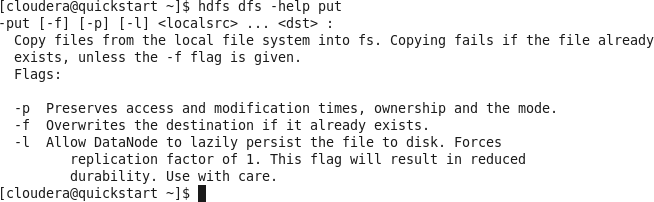 [cloudera@quickstart ~]$ hdfs dfs -help put
-put [-f] [-p] [-l] <localsrc> ... <dst> :
  Copy files from the local file system into fs. Copying fails if the file already
  exists, unless the -f flag is given.
  Flags:

  -p  Preserves access and modification times, ownership and the mode.
  -f  Overwrites the destination if it already exists.
  -l  Allow DataNode to lazily persist the file to disk. Forces
         replication factor of 1. This flag will result in reduced
         durability. Use with care.
[cloudera@quickstart ~]$